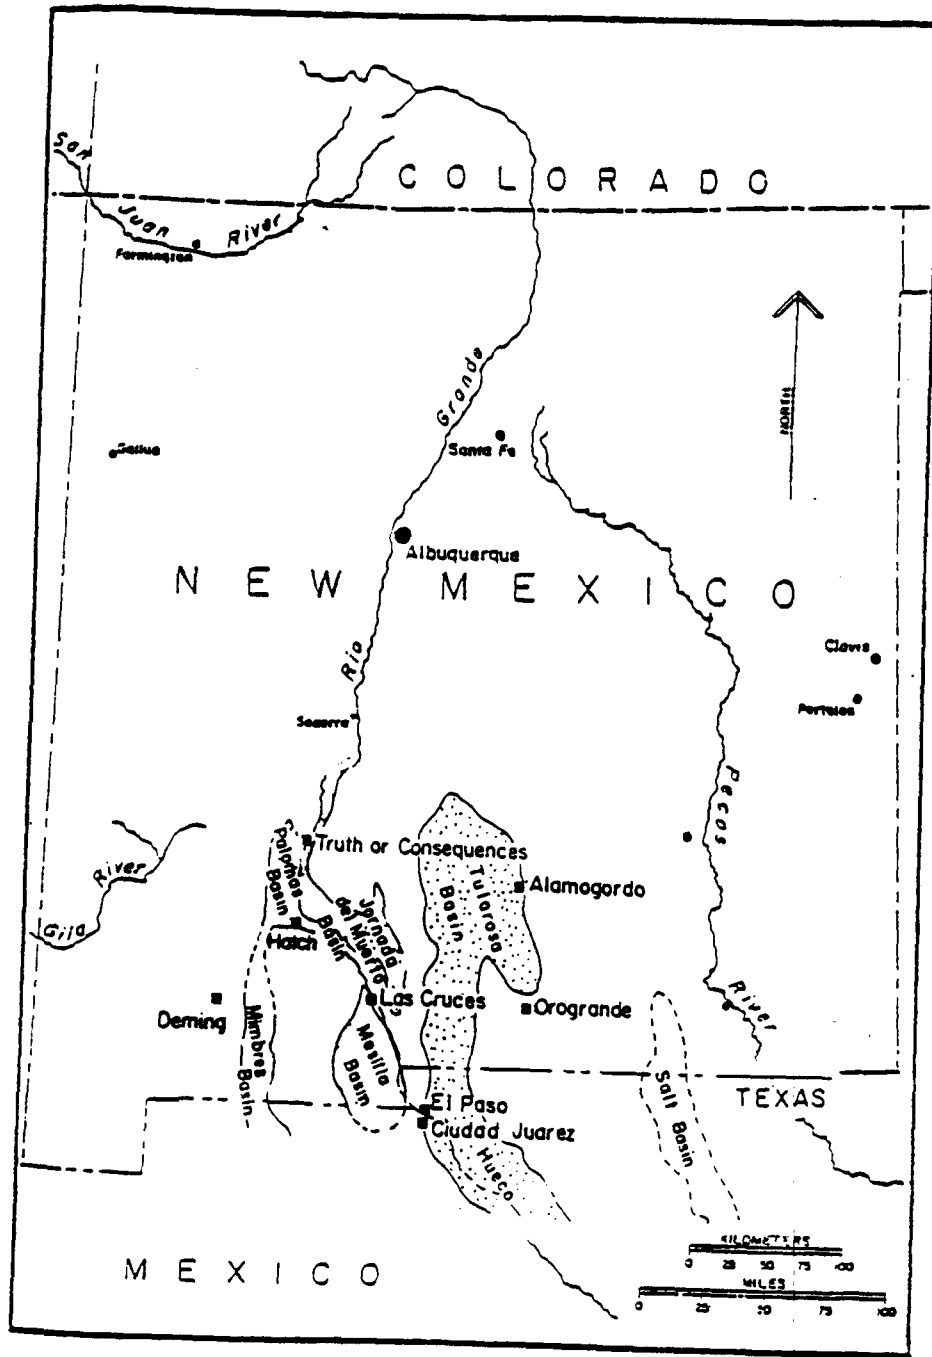 COLORADO
San
Juan
River
Farmington
NORTH
Grande
Santa Fe
Gallup
Albuquerque
NEW MEXICO
Clovis
Rio
Portales
Socorro
Pecos
River
Truth or Consequences
Palomas
Basin
Tularosa
Basin
Alamogordo
River
Gila
Jornada
del Muerto
Basin
Hatch
Las Cruces
Orogrande
Deming
Mimbres
Basin
Mesilla
Basin
Salt Basin
TEXAS
El Paso
Ciudad Juarez
Hueco
KILOMETERS
0 25 50 75 100
MILES
0 25 50 75 100
MEXICO